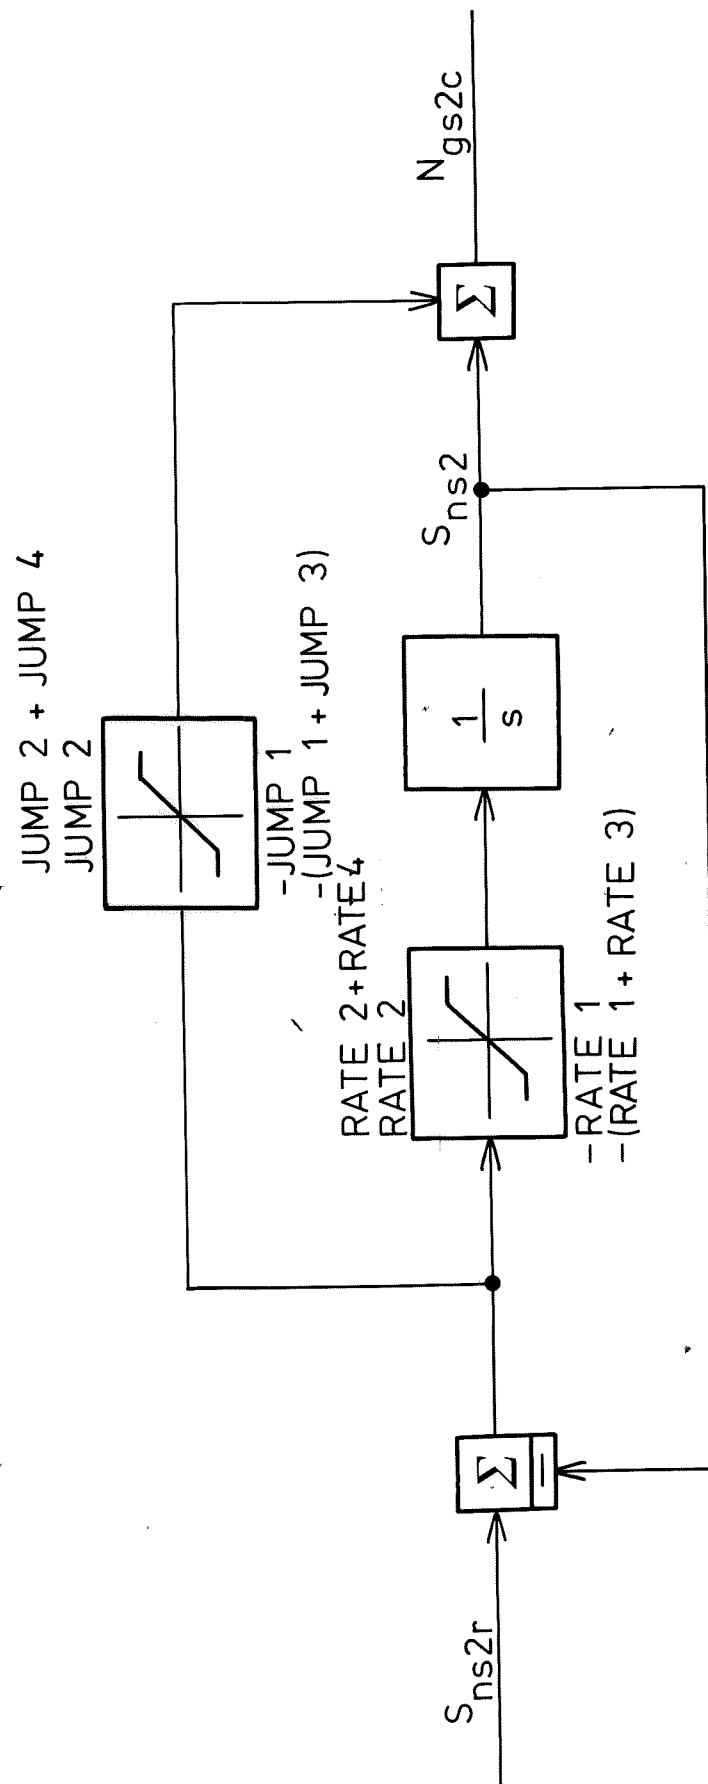 JUMP 2 + JUMP 4
JUMP 2
-JUMP 1
-(JUMP 1 + JUMP 3)
RATE 2 + RATE 4
RATE 2
-RATE 1
-(RATE 1 + RATE 3)
S_ns2r
Σ
−
1
s
S_ns2
Σ
N_gs2c